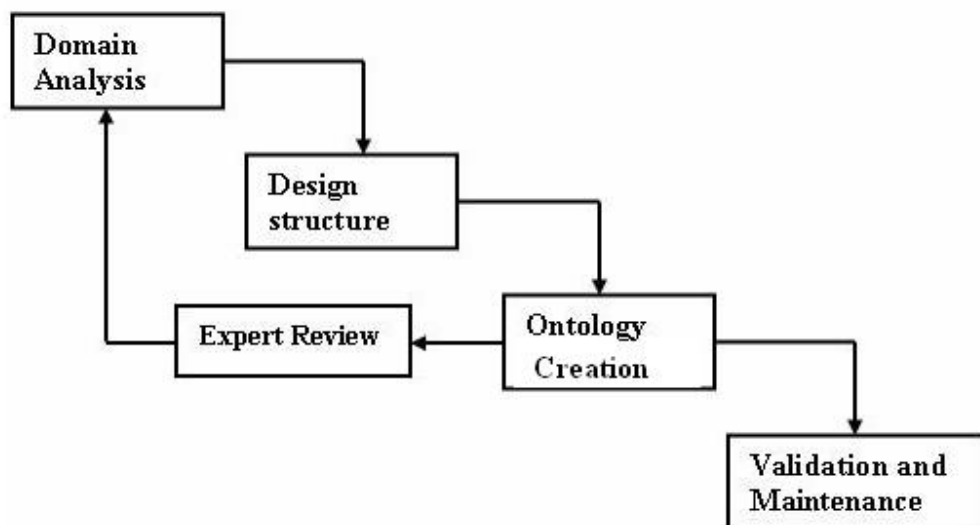 Domain
Analysis
Design
structure
Expert Review
Ontology
Creation
Validation and
Maintenance